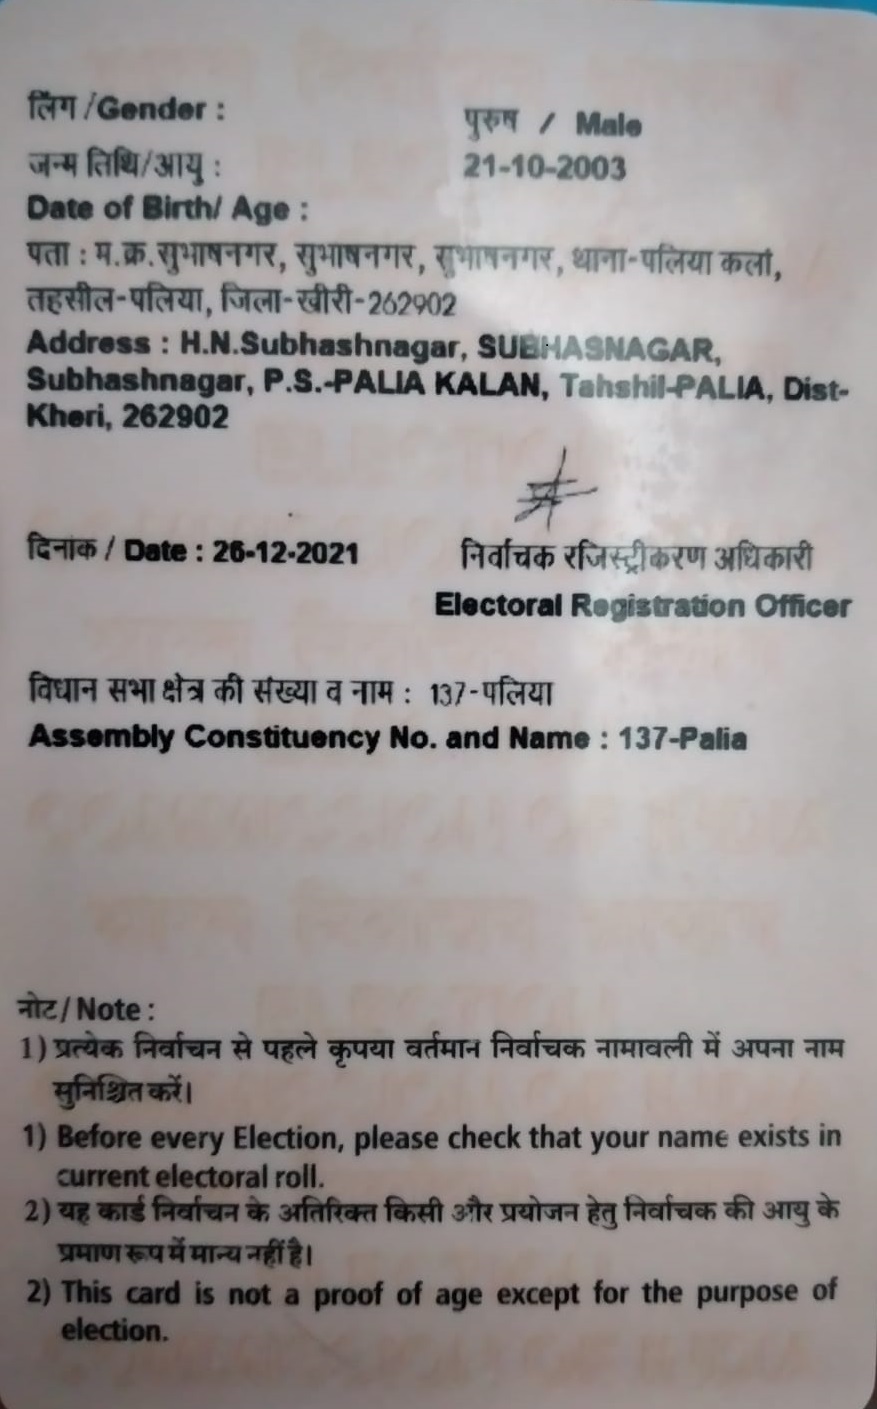 लिंग /Gender : पुरुष / Male
जन्म तिथि/आयु : 21-10-2003
Date of Birth/ Age :
पता : म.क्र.सुभाषनगर, सुभाषनगर, सुभाषनगर, थाना-पलिया कलां,
तहसील-पलिया, जिला-खीरी-262902
Address : H.N.Subhashnagar, SUBHASNAGAR,
Subhashnagar, P.S.-PALIA KALAN, Tahshil-PALIA, Dist-
Kheri, 262902
दिनांक / Date : 26-12-2021
निर्वाचक रजिस्ट्रीकरण अधिकारी
Electoral Registration Officer
विधान सभा क्षेत्र की संख्या व नाम : 137-पलिया
Assembly Constituency No. and Name : 137-Palia
नोट/ Note :
1) प्रत्येक निर्वाचन से पहले कृपया वर्तमान निर्वाचक नामावली में अपना नाम
सुनिश्चित करें।
1) Before every Election, please check that your name exists in
current electoral roll.
2) यह कार्ड निर्वाचन के अतिरिक्त किसी और प्रयोजन हेतु निर्वाचक की आयु के
प्रमाण रूप में मान्य नहीं है।
2) This card is not a proof of age except for the purpose of
election.